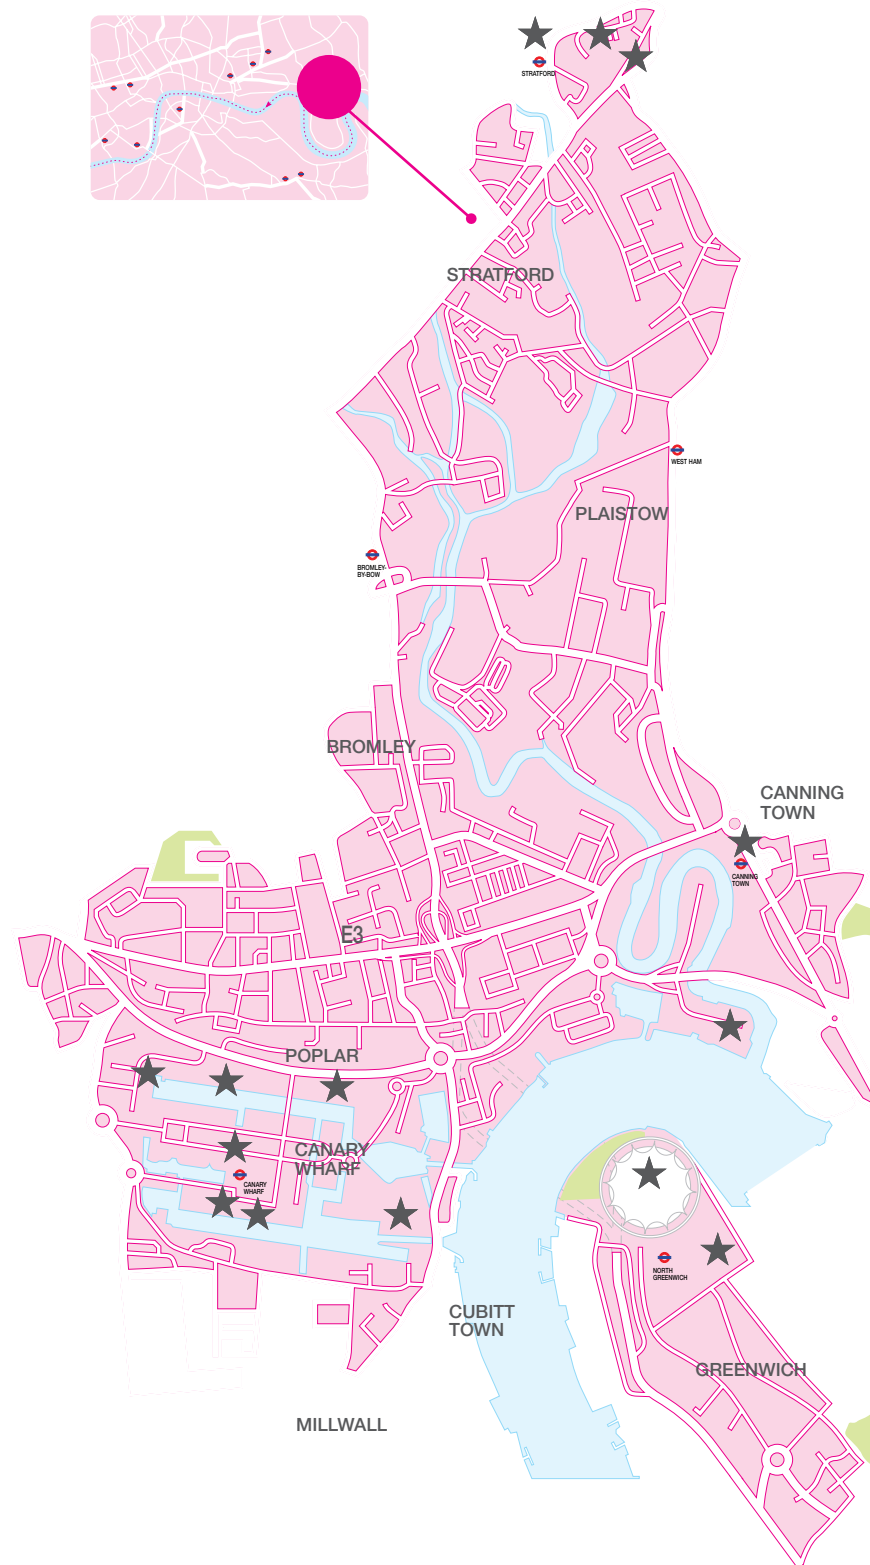 STRATFORD
STRATFORD
WEST HAM
PLAISTOW
BROMLEY-
BY-BOW
BROMLEY
CANNING
TOWN
CANNING
TOWN
E3
POPLAR
CANARY
WHARF
CANARY
WHARF
NORTH
GREENWICH
CUBITT
TOWN
GREENWICH
MILLWALL